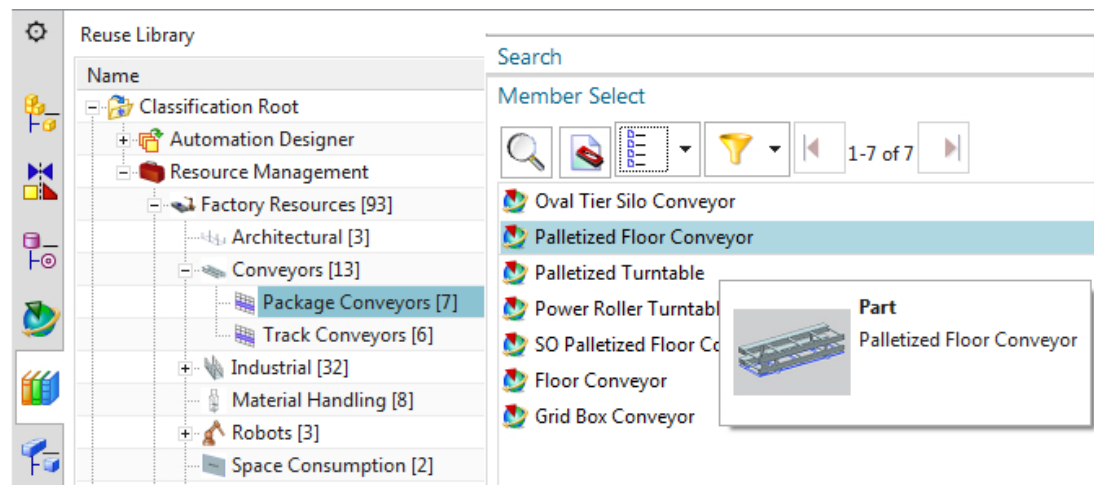 Reuse Library
Name
Classification Root
Automation Designer
Resource Management
Factory Resources [93]
Architectural [3]
Conveyors [13]
Package Conveyors [7]
Track Conveyors [6]
Industrial [32]
Material Handling [8]
Robots [3]
Space Consumption [2]
Search
Member Select
1-7 of 7
Oval Tier Silo Conveyor
Palletized Floor Conveyor
Palletized Turntable
Power Roller Turntabl
SO Palletized Floor Co
Floor Conveyor
Grid Box Conveyor
Part
Palletized Floor Conveyor